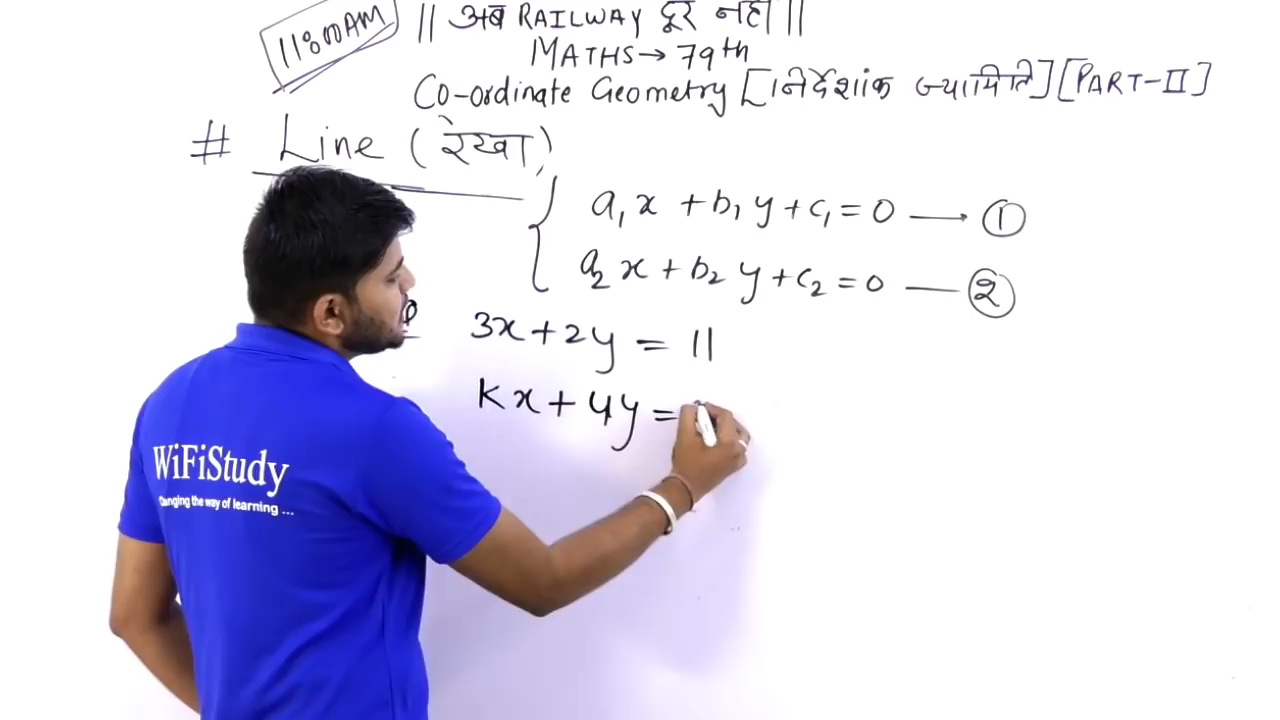 11:00AM
|| अब RAILWAY दूर नही ||
MATHS → 79th
Co-ordinate Geometry [निर्देशांक ज्यामिति] [PART-II]
# Line (रेखा)
a₁x + b₁y + c₁ = 0 → ①
a₂x + b₂y + c₂ = 0 — ②
3x + 2y = 11
Kx + 4y =
WiFiStudy
Changing the way of learning ...